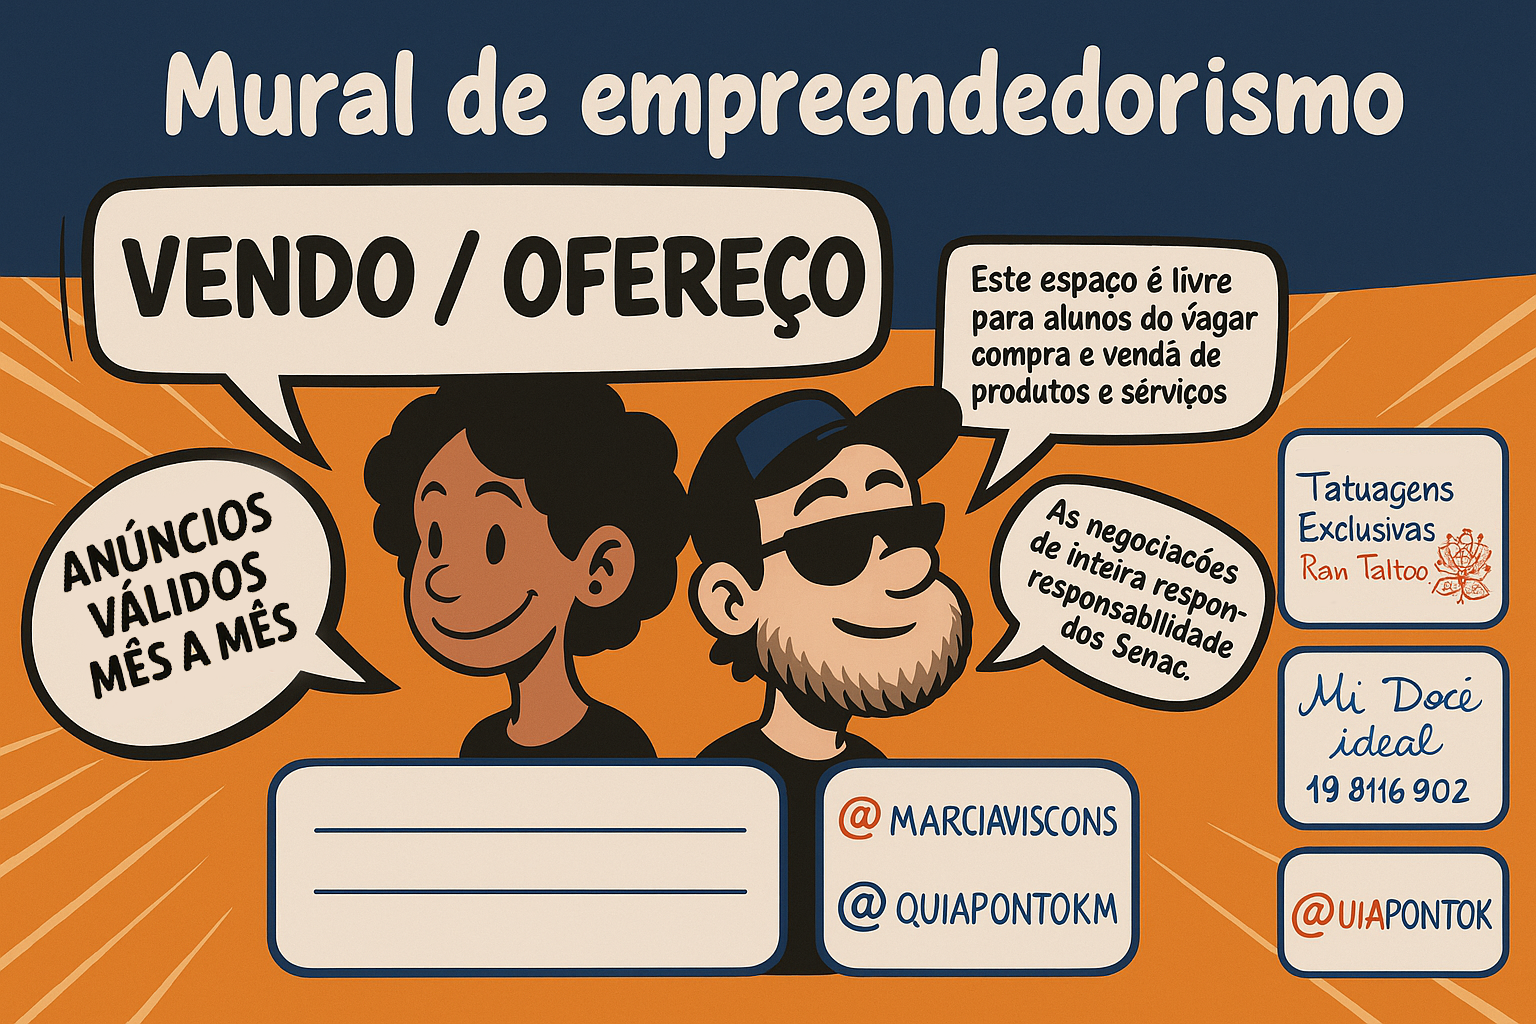 Mural de empreendedorismo
VENDO / OFEREÇO
Este espaço é livre
para alunos do vagar
compra e vendá de
produtos e sérviços
ANÚNCIOS
VÁLIDOS
MÊS A MÊS
As negociacóes
de inteira respon-
responsabllidade
dos Senac.
Tatuagens
Exclusivas
Ran Taltoo.
Mi Docé
ideal
19 8116 902
@MARCIAVISCONS
@QUIAPONTOKM
@UIAPONTOK